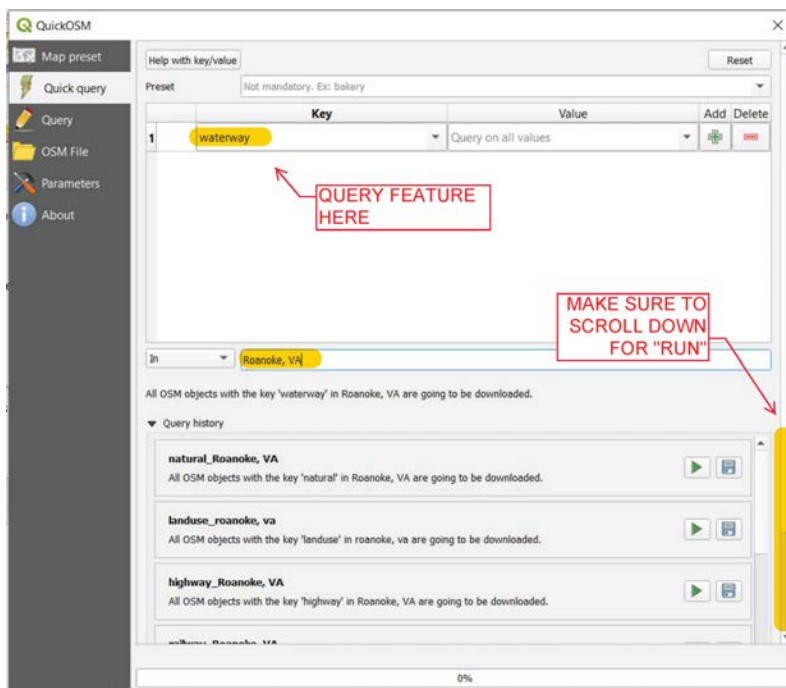 QuickOSM
Map preset
Quick query
Query
OSM File
Parameters
About
Help with key/value
Reset
Preset
Not mandatory. Ex: bakery
Key Value Add Delete
1 waterway Query on all values
QUERY FEATURE
HERE
MAKE SURE TO
SCROLL DOWN
FOR "RUN"
In Roanoke, VA
All OSM objects with the key 'waterway' in Roanoke, VA are going to be downloaded.
Query history
natural_Roanoke, VA
All OSM objects with the key 'natural' in Roanoke, VA are going to be downloaded.
landuse_roanoke, va
All OSM objects with the key 'landuse' in roanoke, va are going to be downloaded.
highway_Roanoke, VA
All OSM objects with the key 'highway' in Roanoke, VA are going to be downloaded.
railway_Roanoke, VA
0%